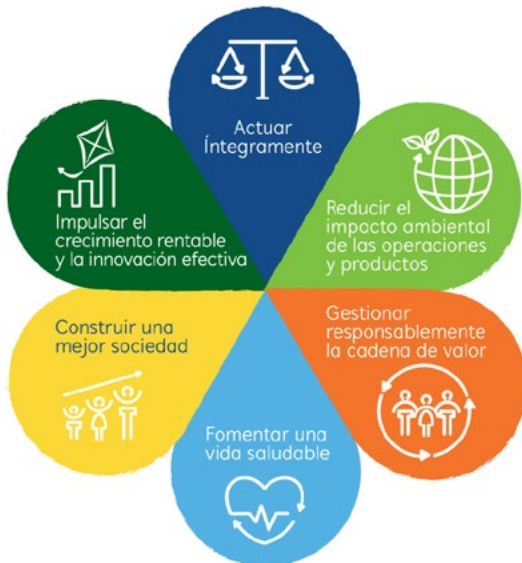 Actuar
Íntegramente
Reducir el
impacto ambiental
de las operaciones
y productos
Gestionar
responsablemente
la cadena de valor
Fomentar una
vida saludable
Construir una
mejor sociedad
Impulsar el
crecimiento rentable
y la innovación efectiva